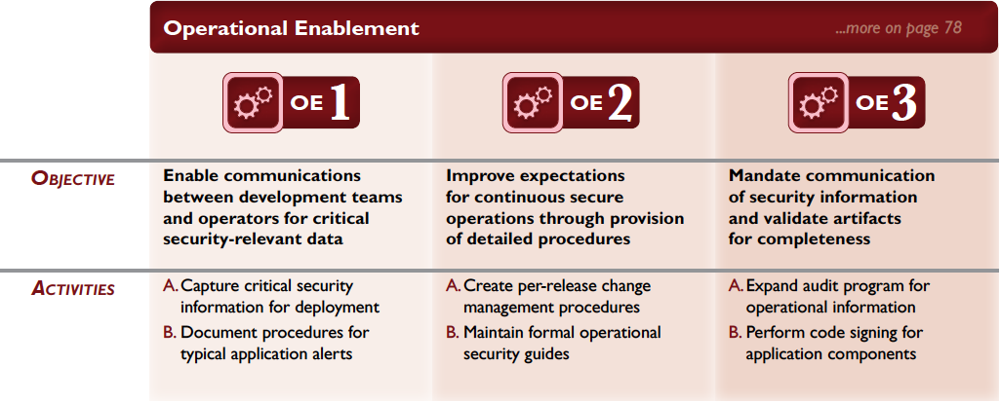 Operational Enablement
...more on page 78
OE 1
OE 2
OE 3
OBJECTIVE
Enable communications
between development teams
and operators for critical
security-relevant data
Improve expectations
for continuous secure
operations through provision
of detailed procedures
Mandate communication
of security information
and validate artifacts
for completeness
ACTIVITIES
A. Capture critical security
information for deployment
B. Document procedures for
typical application alerts
A. Create per-release change
management procedures
B. Maintain formal operational
security guides
A. Expand audit program for
operational information
B. Perform code signing for
application components